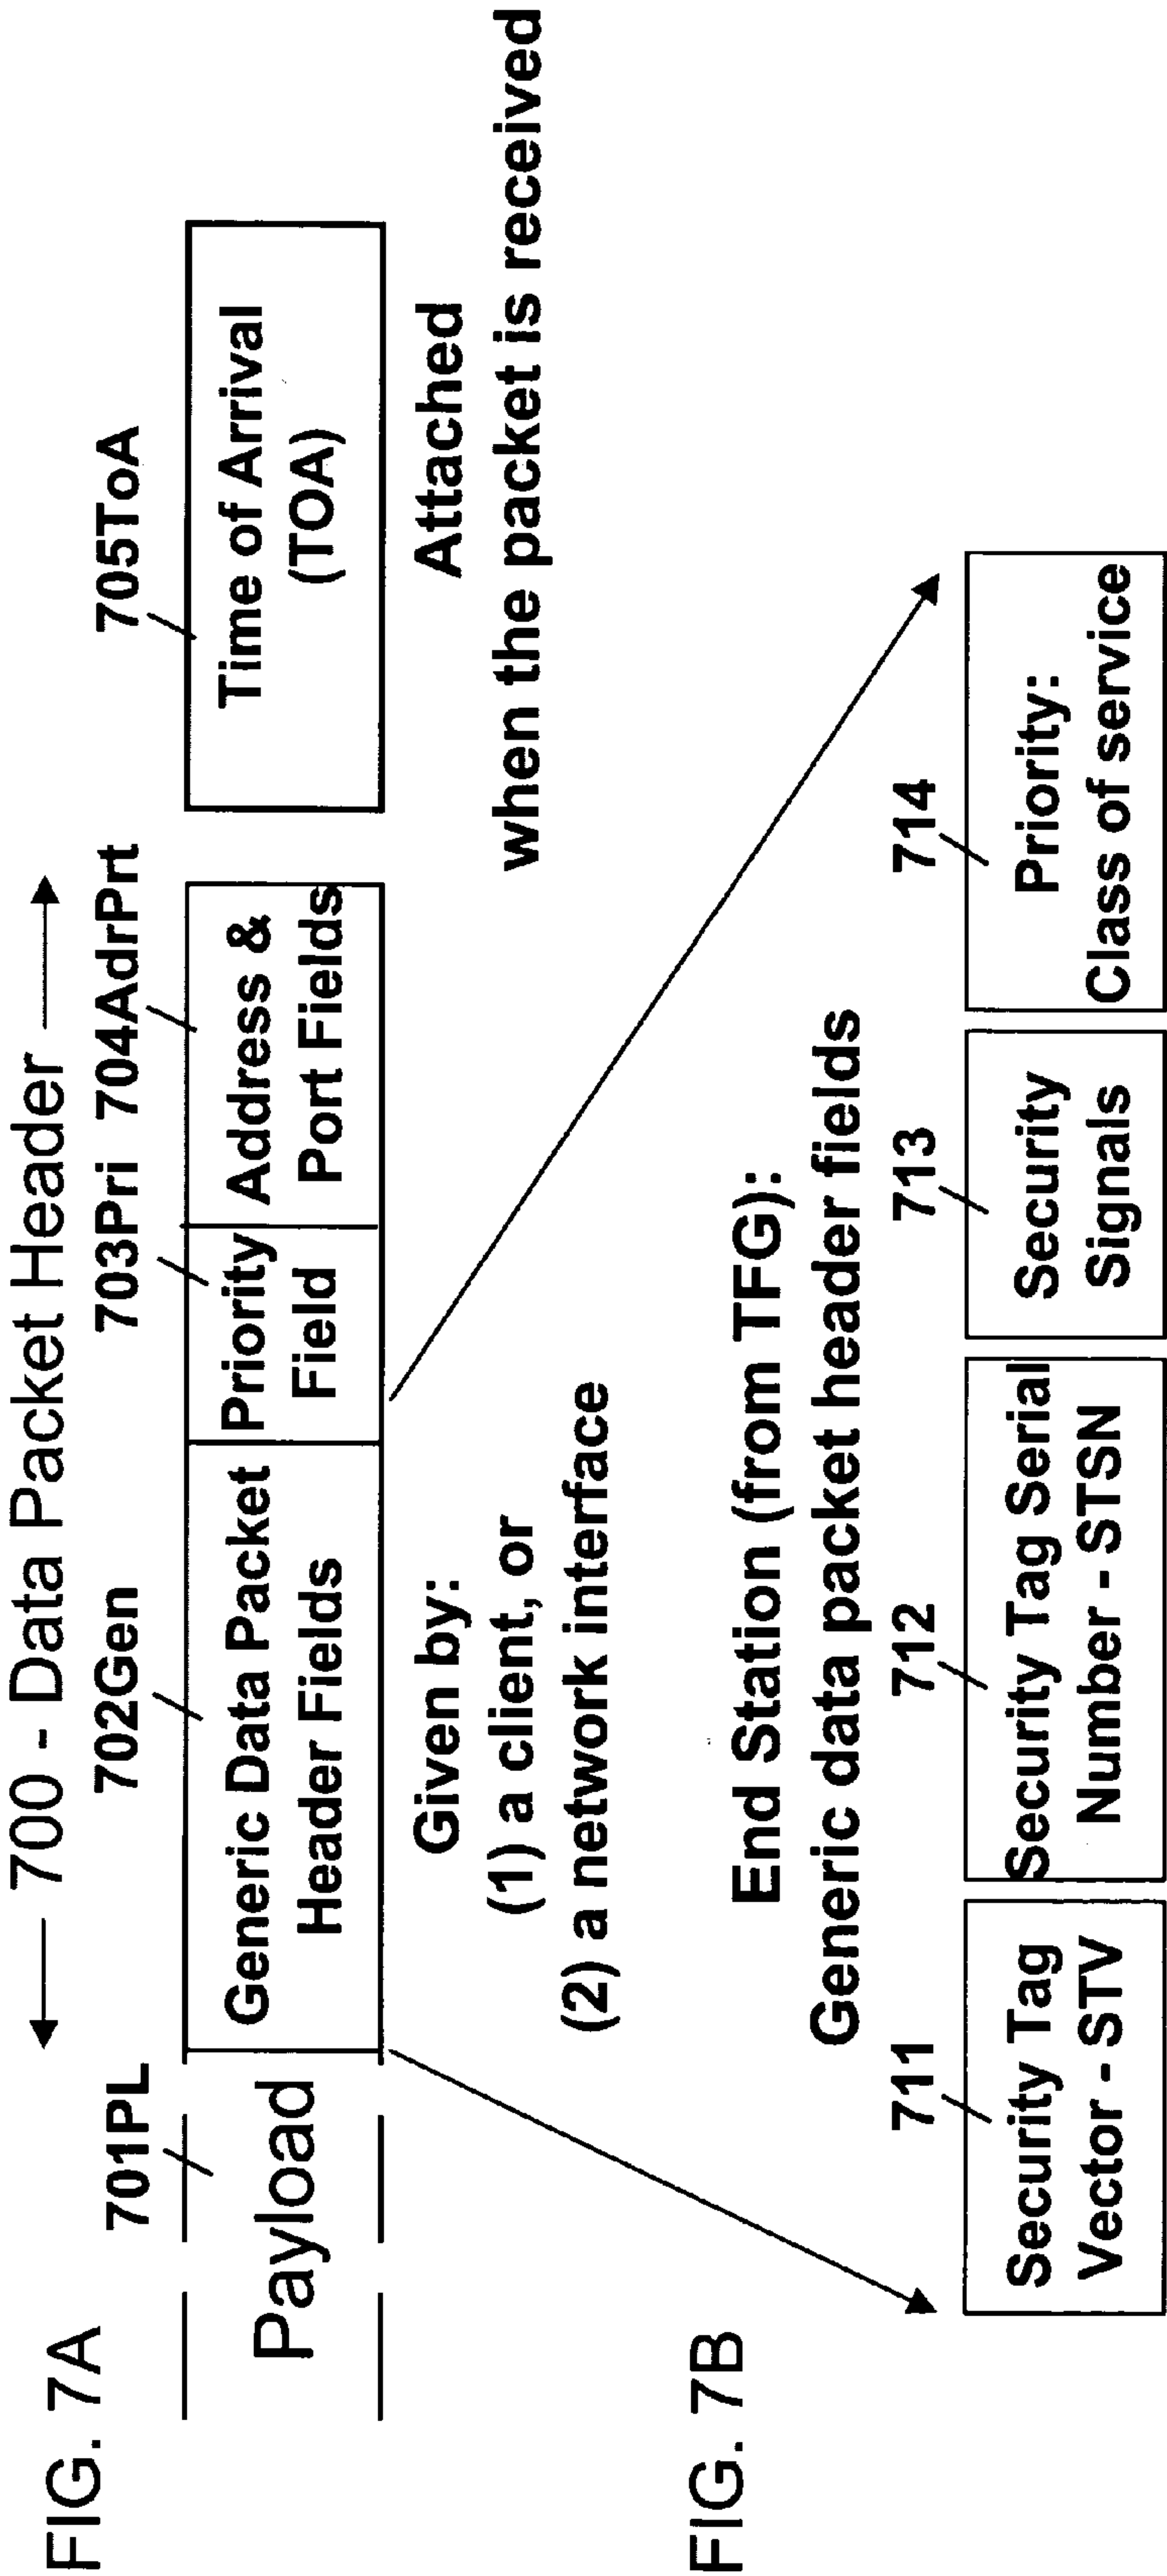 FIG. 7A
700 - Data Packet Header
701PL
702Gen
703Pri
704AdrPrt
705ToA
Payload
Generic Data Packet
Header Fields
Priority
Field
Address &
Port Fields
Time of Arrival
(TOA)
Given by:
(1) a client, or
(2) a network interface
Attached
when the packet is received
FIG. 7B
End Station (from TFG):
Generic data packet header fields
711
712
713
714
Security Tag
Vector - STV
Security Tag Serial
Number - STSN
Security
Signals
Priority:
Class of service